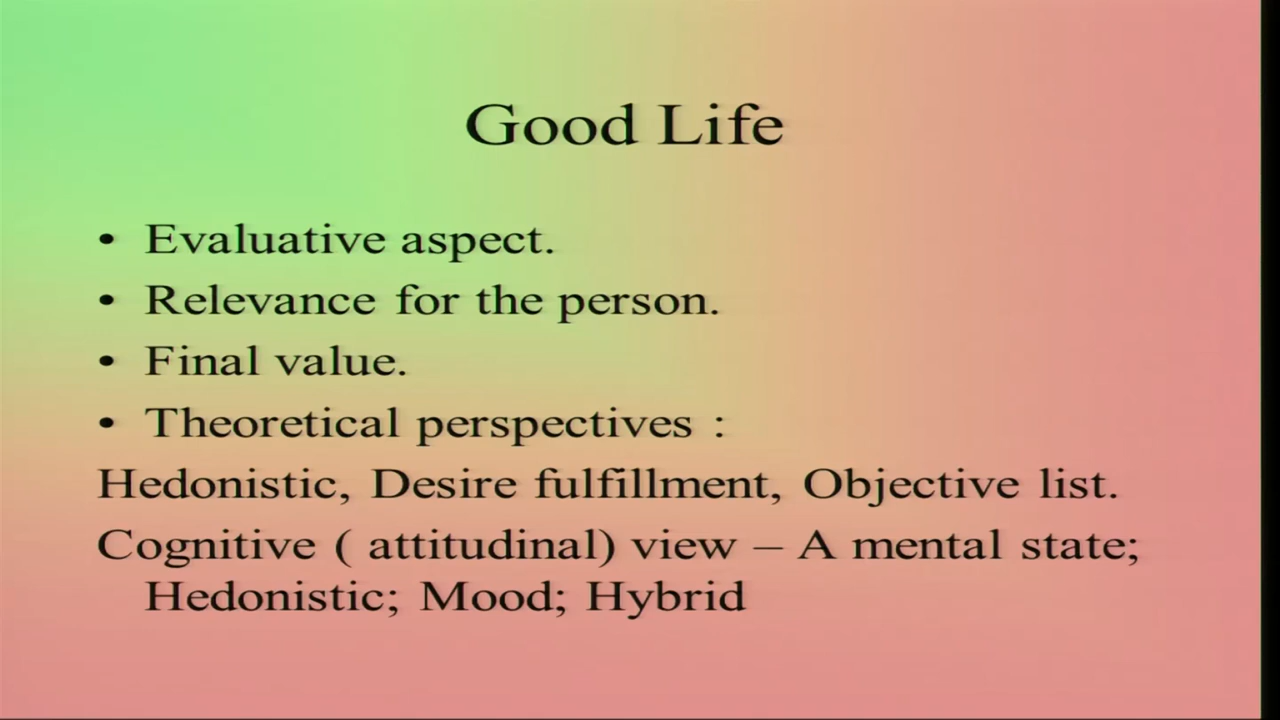 Good Life
• Evaluative aspect.
• Relevance for the person.
• Final value.
• Theoretical perspectives :
Hedonistic, Desire fulfillment, Objective list.
Cognitive ( attitudinal) view – A mental state;
Hedonistic; Mood; Hybrid